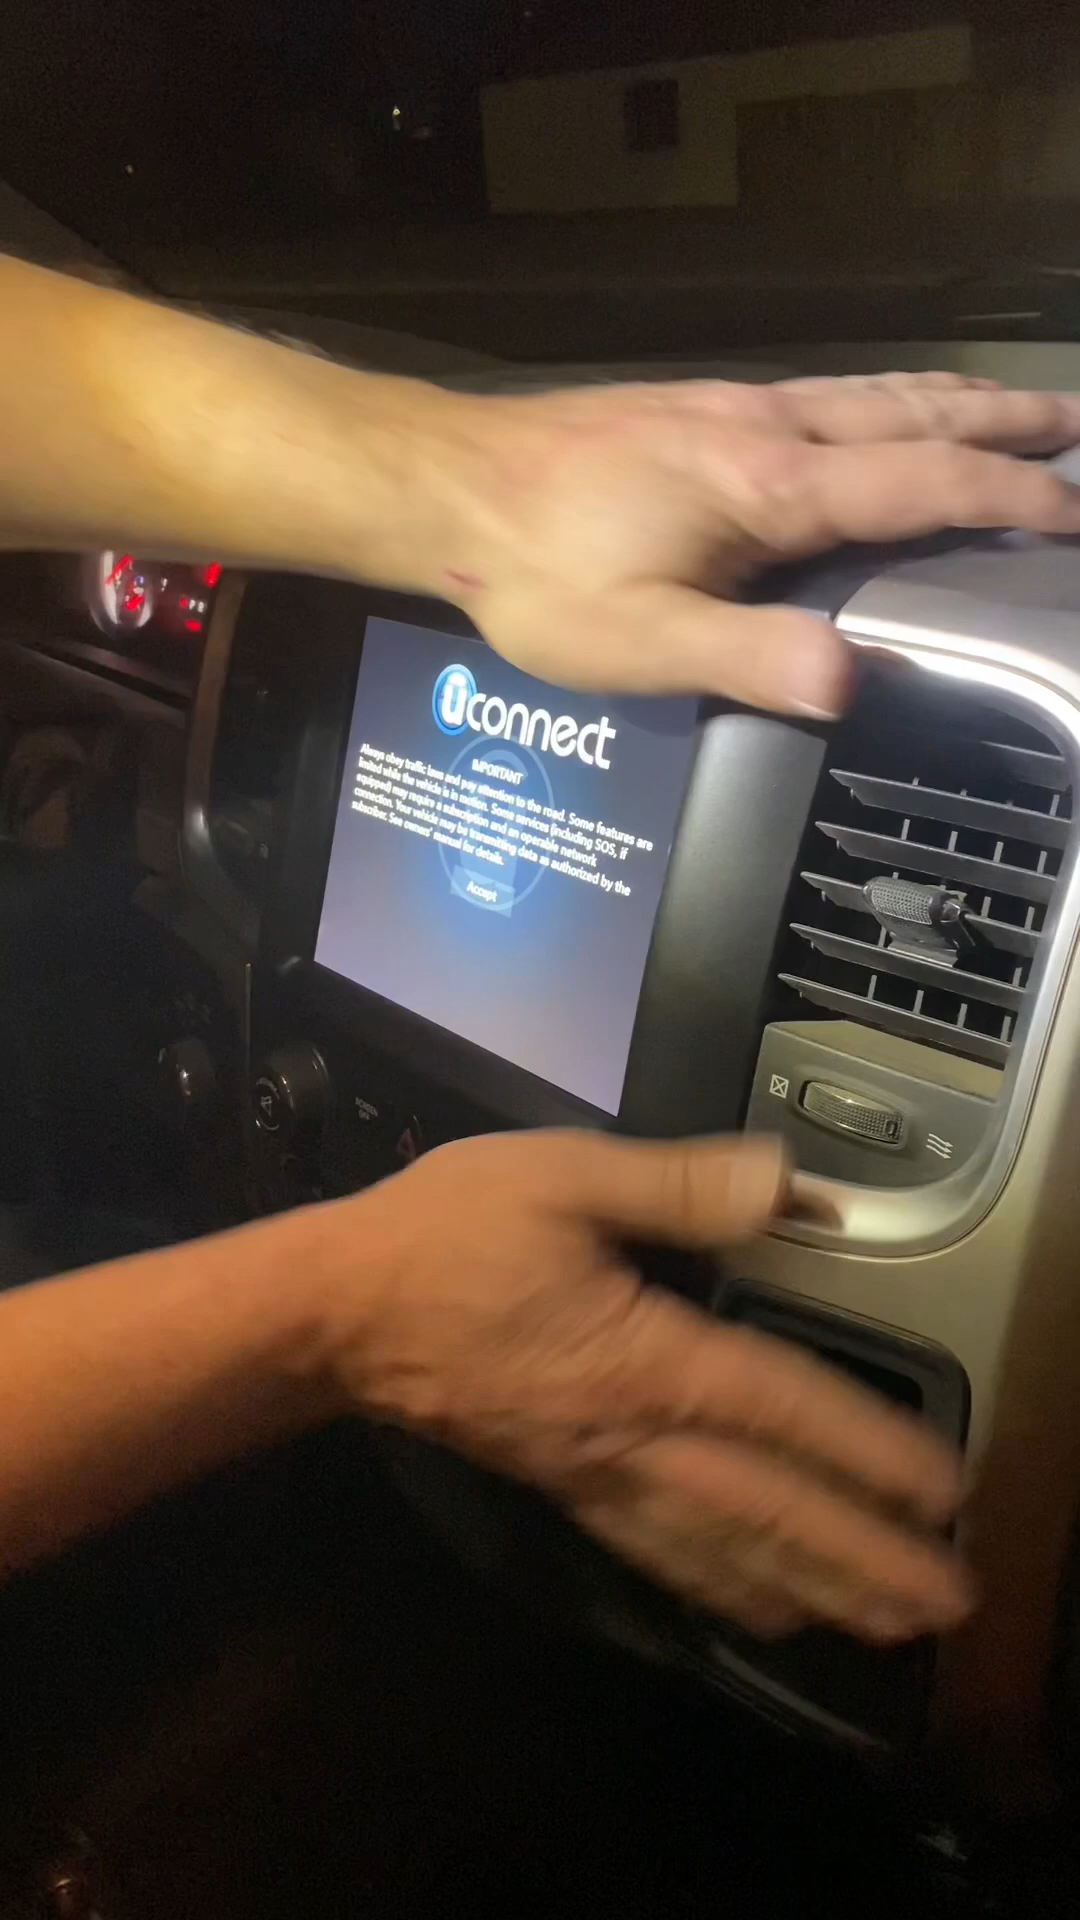 uconnect
IMPORTANT
Always obey traffic laws and pay attention to the road. Some features are
limited while the vehicle is in motion. Some services (including SOS, if
equipped) may require a subscription and an operable network
connection. Your vehicle may be transmitting data as authorized by the
subscriber. See owners' manual for details.
Accept
SCREEN
OFF